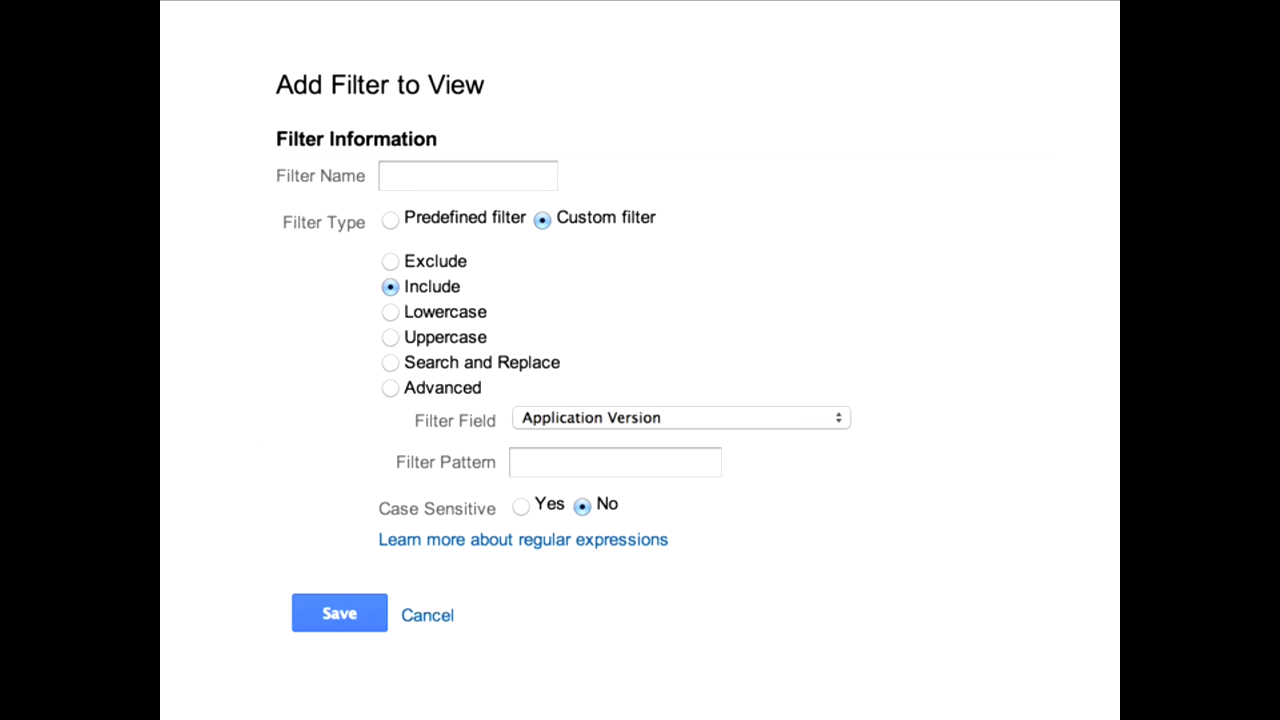 Add Filter to View
Filter Information
Filter Name
Filter Type Predefined filter Custom filter
Exclude
Include
Lowercase
Uppercase
Search and Replace
Advanced
Filter Field Application Version
Filter Pattern
Case Sensitive Yes No
Learn more about regular expressions
Save Cancel